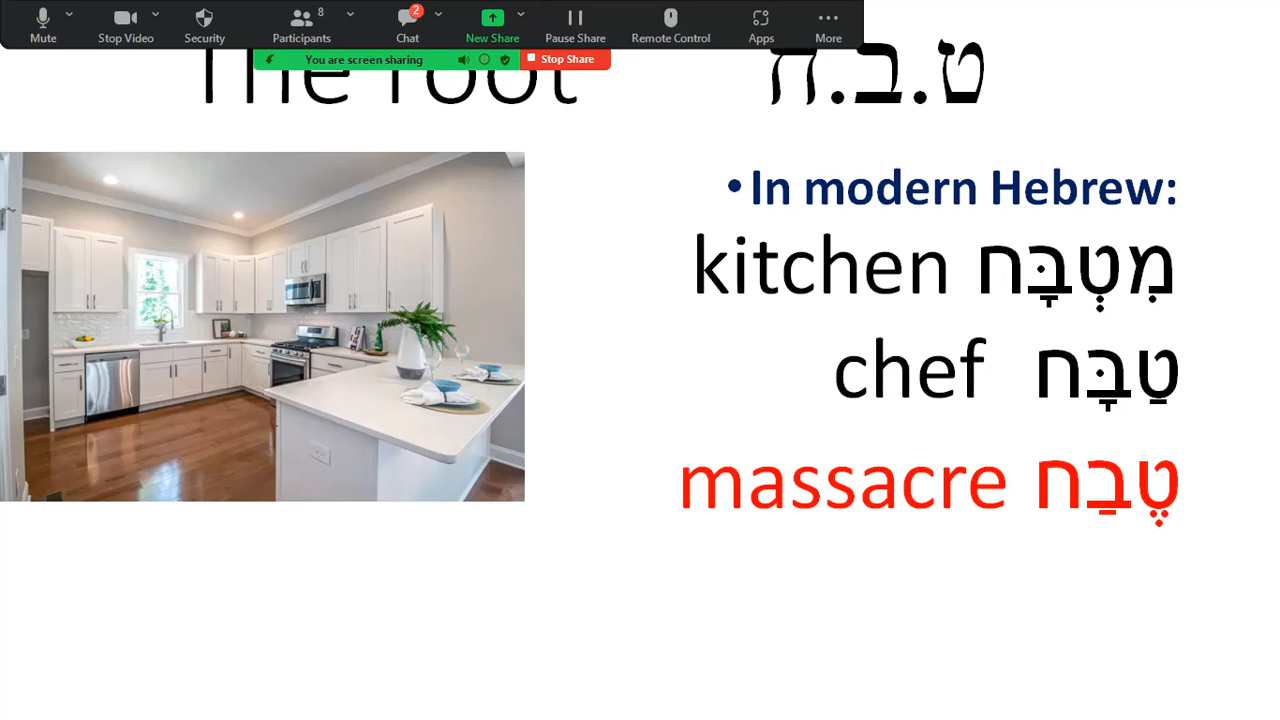 8
2
Mute Stop Video Security Participants Chat New Share Pause Share Remote Control Apps More
You are screen sharing Stop Share
The root ט.ב.ח
•In modern Hebrew:
kitchen מִטְבָּח
chef טַבָּח
massacre טֶבַח